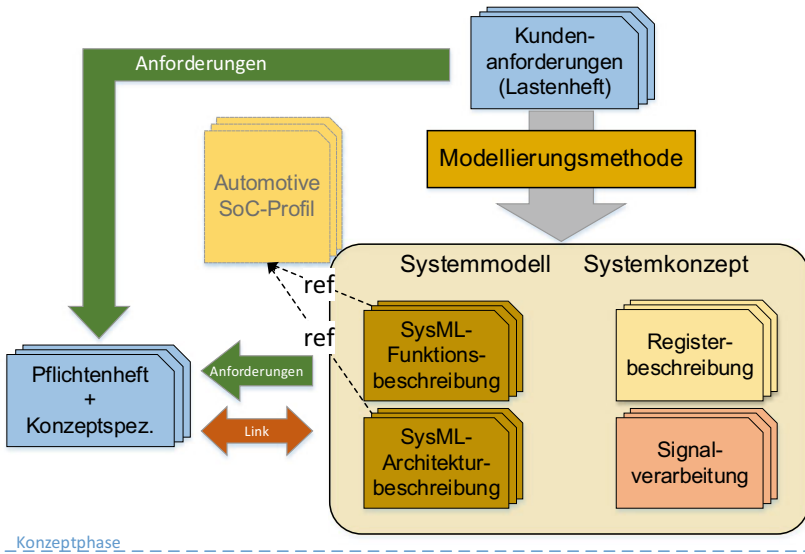 Kunden-
anforderungen
(Lastenheft)
Anforderungen
Modellierungsmethode
Automotive
SoC-Profil
Systemmodell Systemkonzept
ref
ref
SysML-
Funktions-
beschreibung
Register-
beschreibung
Pflichtenheft
+
Konzeptspez.
Anforderungen
Link
SysML-
Architektur-
beschreibung
Signal-
verarbeitung
Konzeptphase